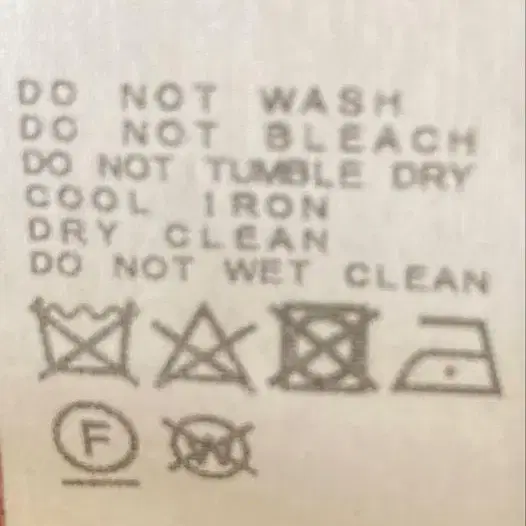 DO NOT WASH
DO NOT BLEACH
DO NOT TUMBLE DRY
COOL IRON
DRY CLEAN
DO NOT WET CLEAN
F W